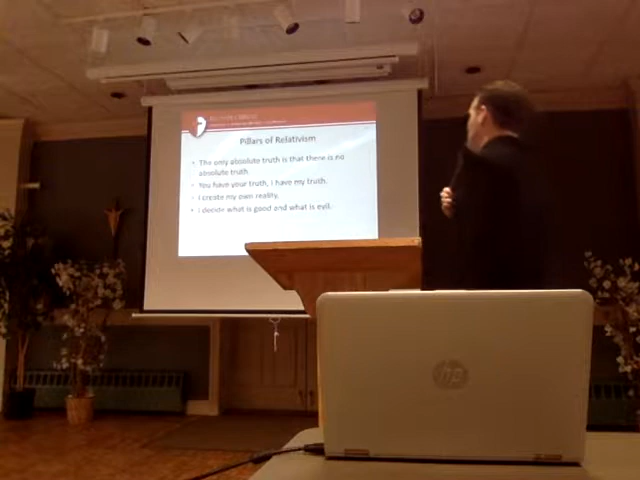 Pillars of Relativism
• The only absolute truth is that there is no
absolute truth
• You have your truth, I have my truth.
• I create my own reality.
• I decide what is good and what is evil.
hp